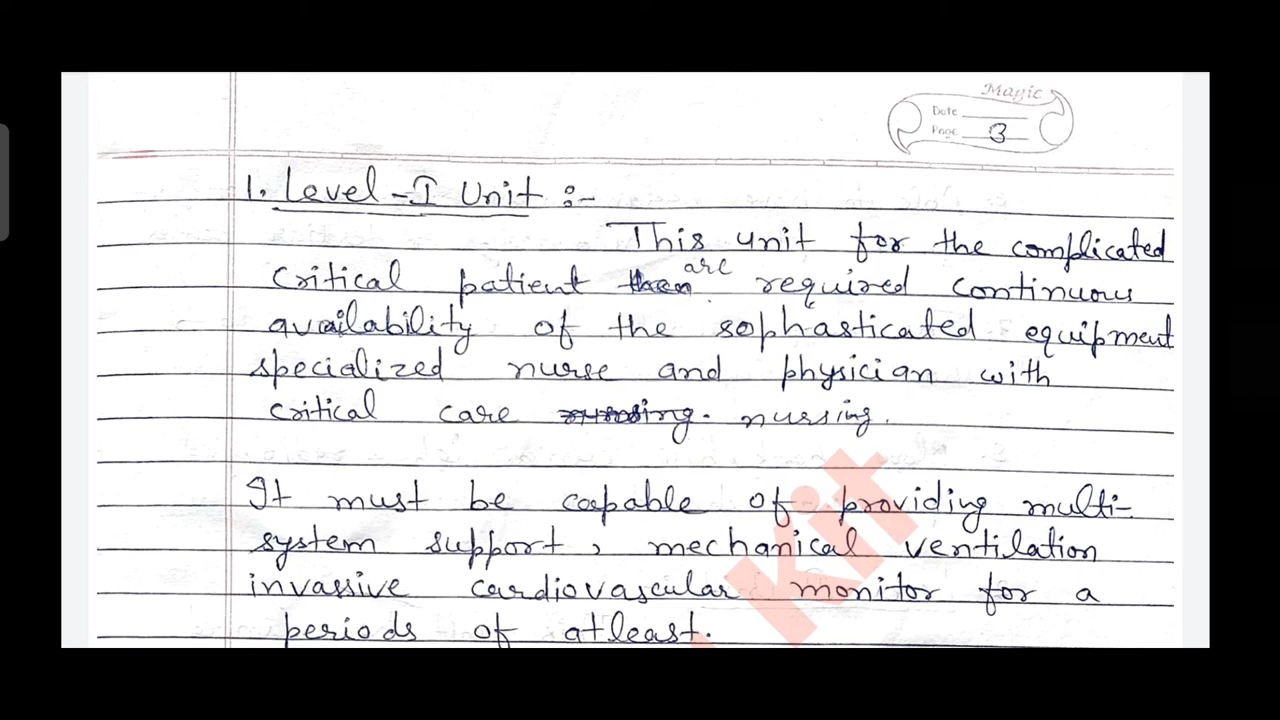 Magic
Date
Page 3
1. Level -I Unit :-
This unit for the complicated
critical patient are required continuous
availability of the sophasticated equipment
specialized nurse and physician with
critical care nursing.
It must be capable of providing multi-
system support, mechanical ventilation
invassive cardiovascular monitor for a
periods of atleast.
Kit